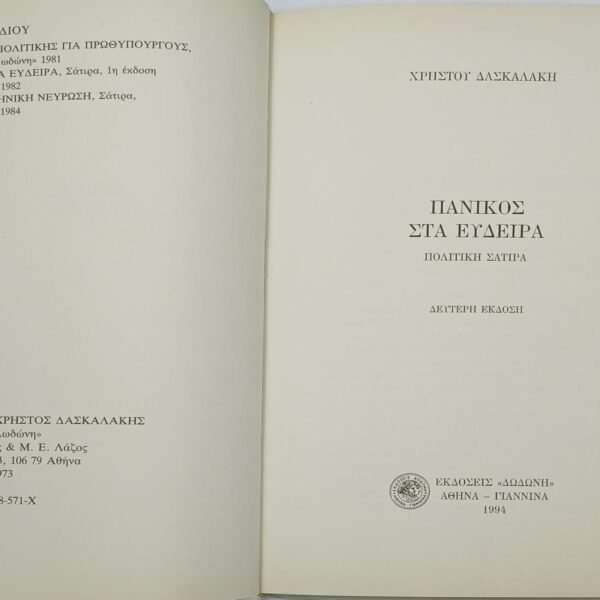 ΔΙΟΥ
ΠΟΛΙΤΙΚΗΣ ΓΙΑ ΠΡΩΘΥΠΟΥΡΓΟΥΣ,
ωδώνη» 1981
Α ΕΥΔΕΙΡΑ, Σάτιρα, 1η έκδοση
1982
ΗΝΙΚΗ ΝΕΥΡΩΣΗ, Σάτιρα,
1984
ΧΡΗΣΤΟΣ ΔΑΣΚΑΛΑΚΗΣ
ωδώνη»
ς & Μ. Ε. Λάζος
3, 106 79 Αθήνα
973
8-571-X
ΧΡΗΣΤΟΥ ΔΑΣΚΑΛΑΚΗ
ΠΑΝΙΚΟΣ
ΣΤΑ ΕΥΔΕΙΡΑ
ΠΟΛΙΤΙΚΗ ΣΑΤΙΡΑ
ΔΕΥΤΕΡΗ ΕΚΔΟΣΗ
ΕΚΔΟΣΕΙΣ «ΔΩΔΩΝΗ»
ΑΘΗΝΑ – ΓΙΑΝΝΙΝΑ
1994